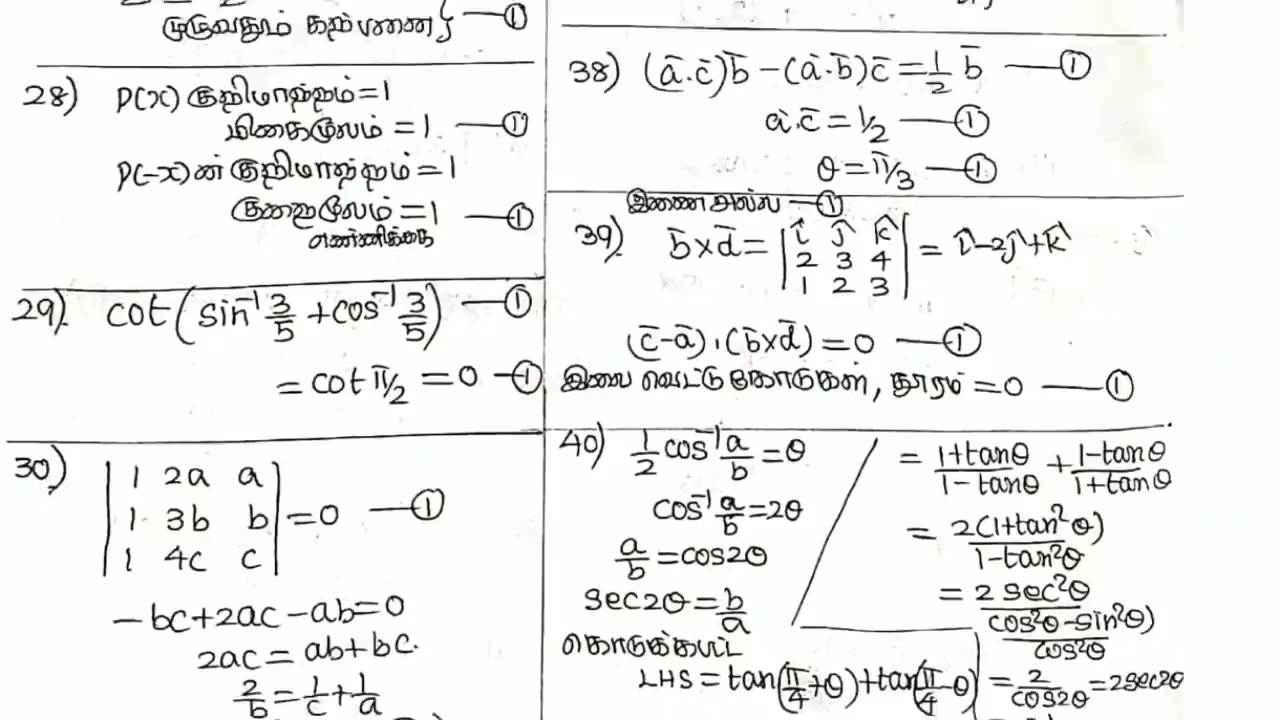 முழுவதும் கற்பனை} —①
28) P(x) குறிமாற்றம் = 1
மிகைமூலம் = 1 —①
P(-x)ன் குறிமாற்றம் = 1
குறைமூலம் = 1 —①
எண்ணிக்கை
29). cot(sin⁻¹ 3/5 + cos⁻¹ 3/5) —①
= cot π/2 = 0 —①
30) | 1 2a a |
| 1 3b b | = 0 —①
| 1 4c c |
- bc + 2ac - ab = 0
2ac = ab + bc.
2/b = 1/c + 1/a
38) (a̅.c̅)b̅ - (a̅.b̅)c̅ = 1/2 b̅ —①
a̅.c̅ = 1/2 —①
θ = π/3 —①
இணை அல்ல —①
39). b̅×d̅ = | î ĵ k̂ | = î-2ĵ+k̂
| 2 3 4 |
| 1 2 3 |
(c̅-a̅).(b̅×d̅) = 0 —①
இவை வெட்டு கோடுகள், தூரம் = 0 —①
40) 1/2 cos⁻¹ a/b = θ
cos⁻¹ a/b = 2θ
a/b = cos2θ
sec2θ = b/a
LHS = tan(π/4+θ)+tan(π/4-θ)
= (1+tanθ)/(1-tanθ) + (1-tanθ)/(1+tanθ)
= 2(1+tan²θ)/(1-tan²θ)
= 2 sec²θ/((cos²θ-sin²θ)/cos²θ)
= 2/cos2θ = 2sec2θ